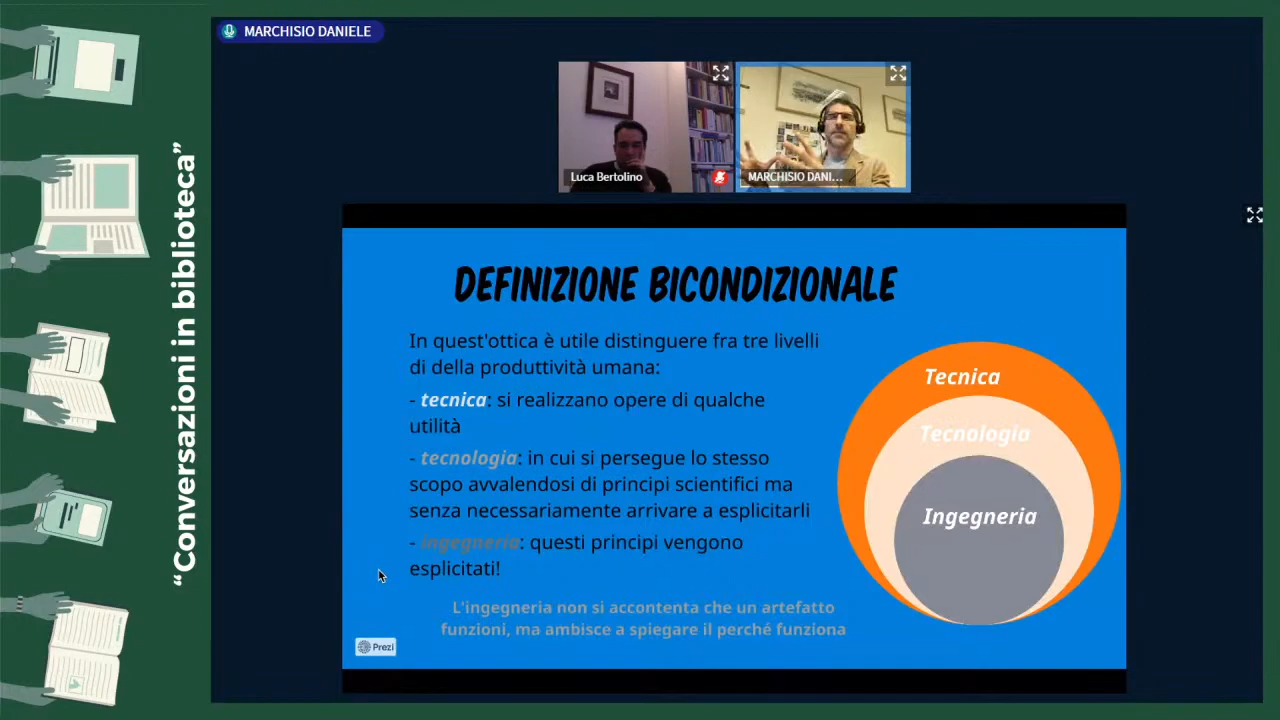 MARCHISIO DANIELE
Luca Bertolino
MARCHISIO DANI...
"Conversazioni in biblioteca"
DEFINIZIONE BICONDIZIONALE
In quest'ottica è utile distinguere fra tre livelli
di della produttività umana:
- tecnica: si realizzano opere di qualche
utilità
- tecnologia: in cui si persegue lo stesso
scopo avvalendosi di principi scientifici ma
senza necessariamente arrivare a esplicitarli
- ingegneria: questi principi vengono
esplicitati!
L'ingegneria non si accontenta che un artefatto
funzioni, ma ambisce a spiegare il perché funziona
Tecnica
Tecnologia
Ingegneria
Prezi